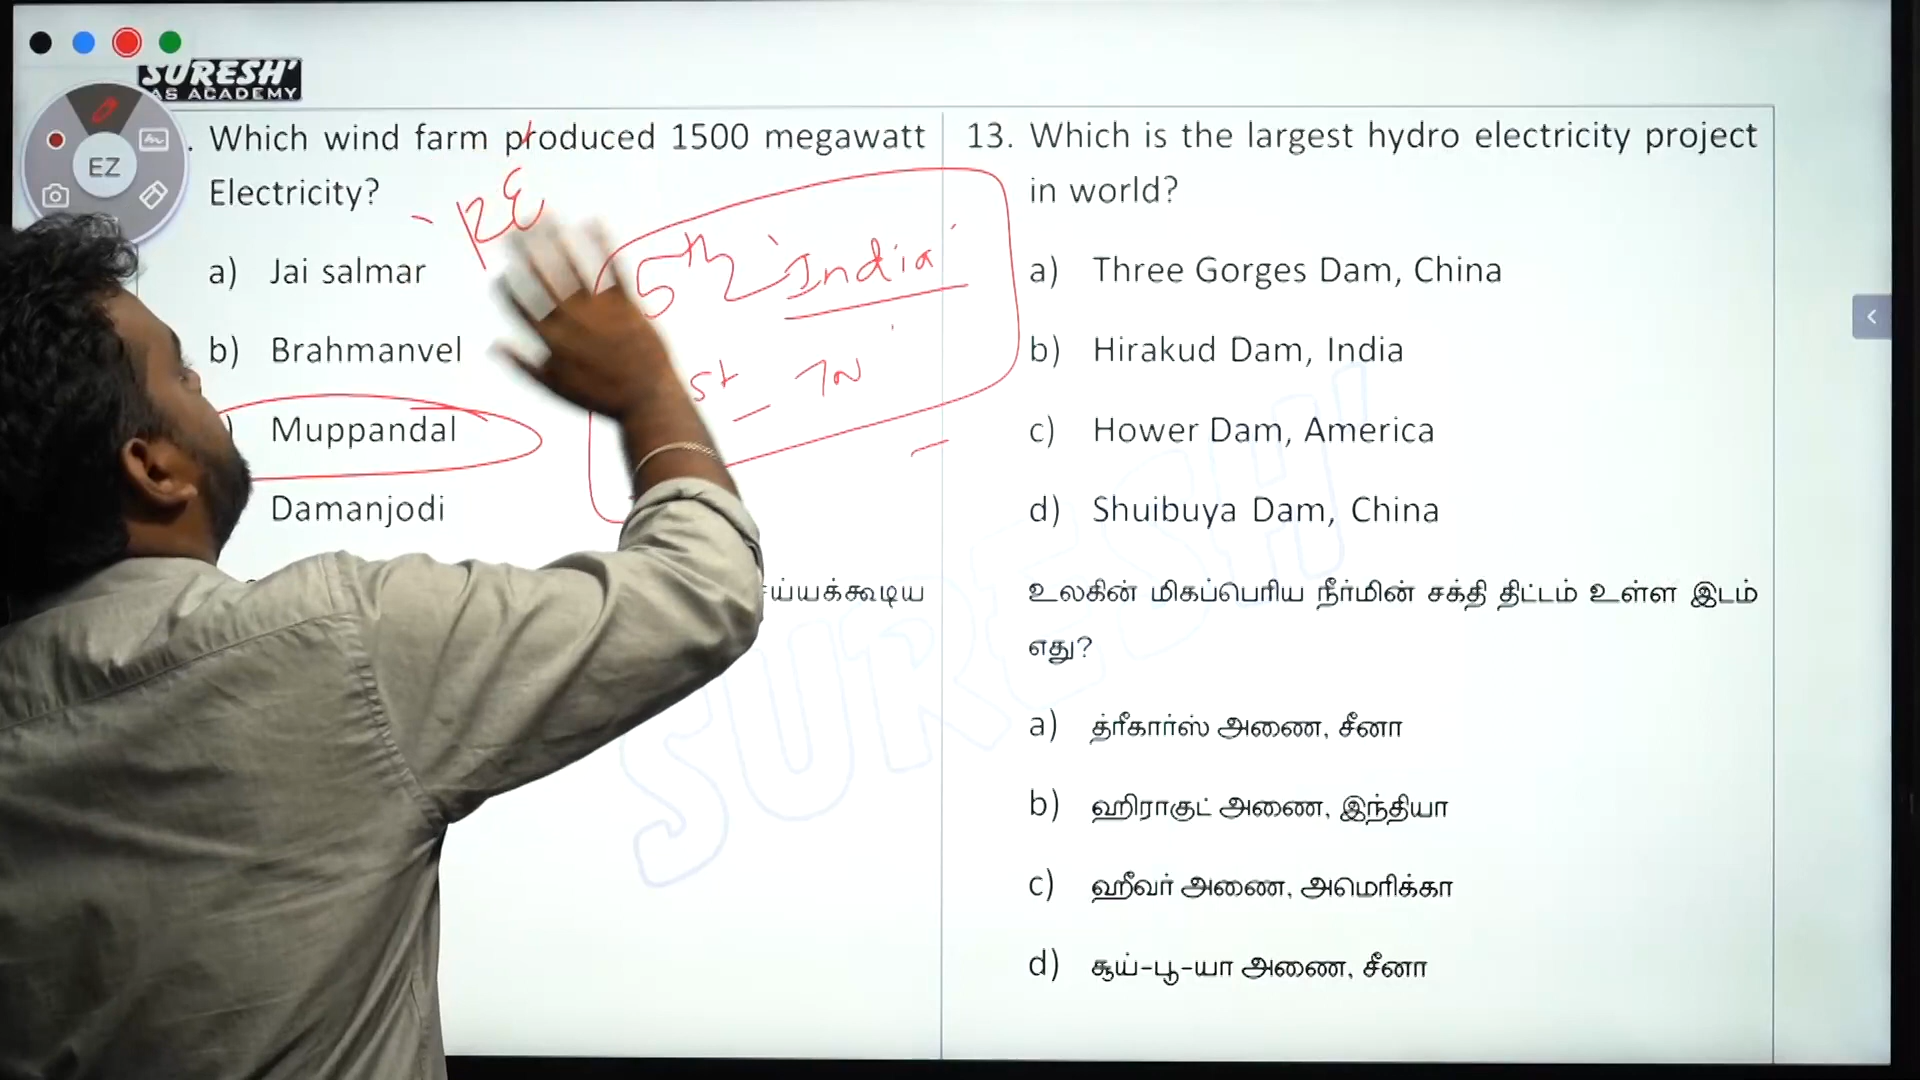 SURESH'
IAS ACADEMY
EZ
. Which wind farm produced 1500 megawatt
Electricity?
a) Jai salmar
b) Brahmanvel
) Muppandal
Damanjodi
ய்யக்கூடிய
RE
5th India
st - TN
13. Which is the largest hydro electricity project
in world?
a) Three Gorges Dam, China
b) Hirakud Dam, India
c) Hower Dam, America
d) Shuibuya Dam, China
உலகின் மிகப்பெரிய நீர்மின் சக்தி திட்டம் உள்ள இடம்
எது?
a) த்ரீகார்ஸ் அணை, சீனா
b) ஹிராகுட் அணை, இந்தியா
c) ஹீவர் அணை, அமெரிக்கா
d) சூய்-பூ-யா அணை, சீனா
SURESH'